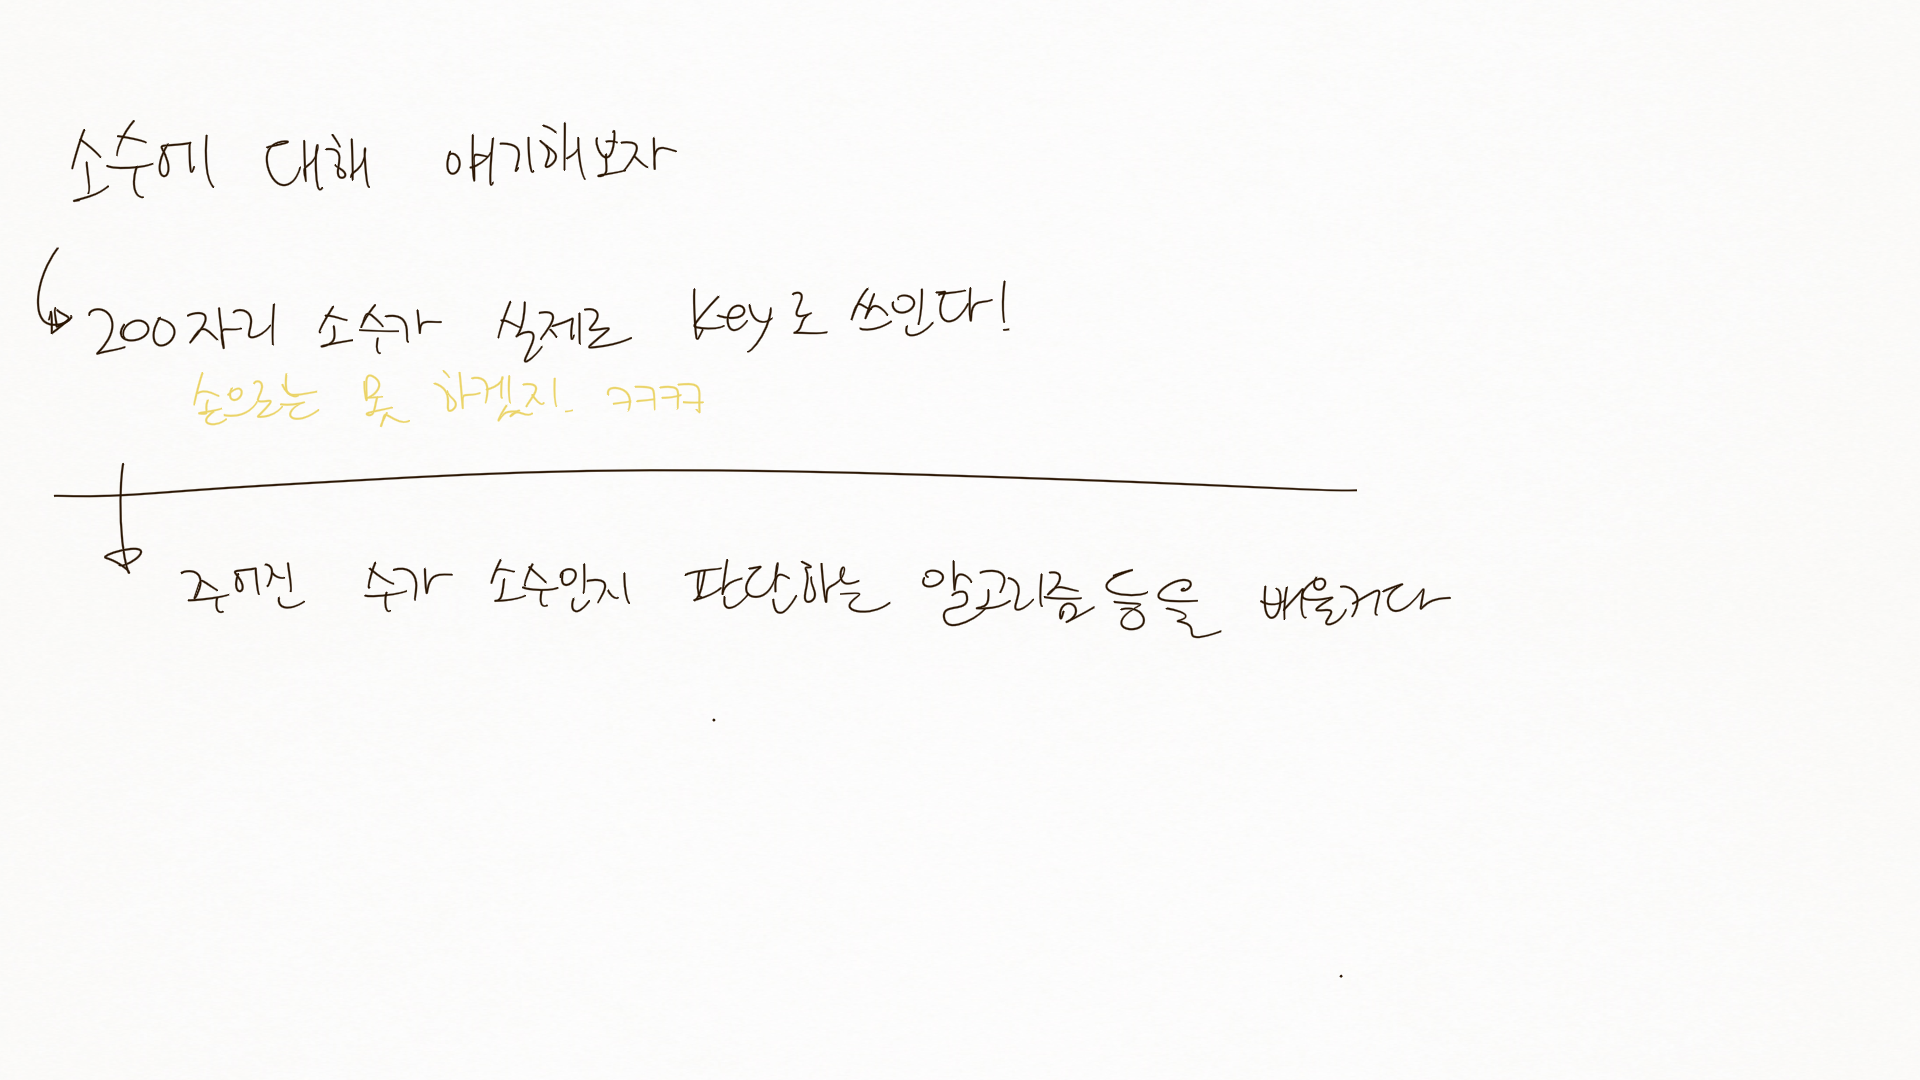 소수에 대해 얘기해보자
200자리 소수가 실제로 key로 쓰인다!
손으로는 못 하겠지. ㅋㅋㅋㅋ
주어진 수가 소수인지 판단하는 알고리즘 등을 배울거다